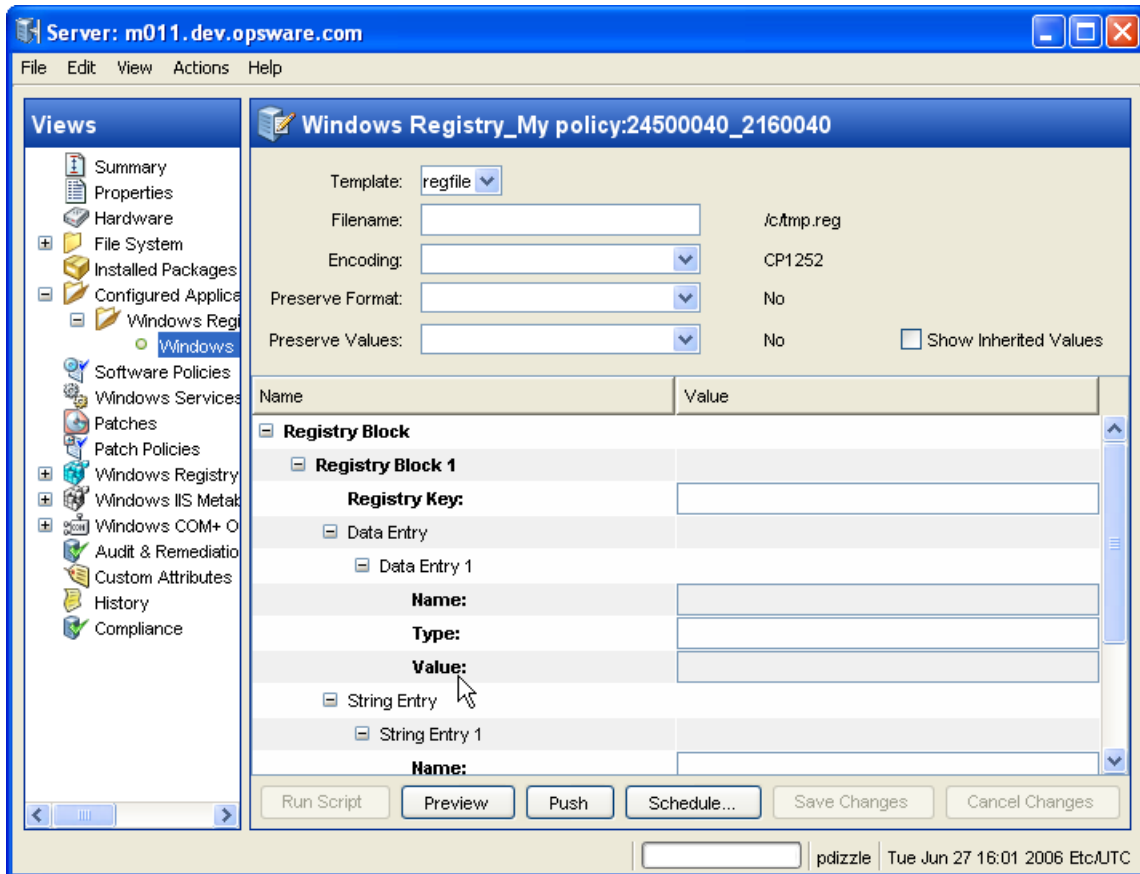 Server: m011.dev.opsware.com
File Edit View Actions Help
Views
Summary
Properties
Hardware
File System
Installed Packages
Configured Applica
Windows Regi
Windows
Software Policies
Windows Services
Patches
Patch Policies
Windows Registry
Windows IIS Metab
Windows COM+ O
Audit & Remediatio
Custom Attributes
History
Compliance
Windows Registry_My policy:24500040_2160040
Template: regfile
Filename: /c/tmp.reg
Encoding: CP1252
Preserve Format: No
Preserve Values: No Show Inherited Values
Name Value
Registry Block
Registry Block 1
Registry Key:
Data Entry
Data Entry 1
Name:
Type:
Value:
String Entry
String Entry 1
Name:
Run Script Preview Push Schedule... Save Changes Cancel Changes
pdizzle Tue Jun 27 16:01 2006 Etc/UTC